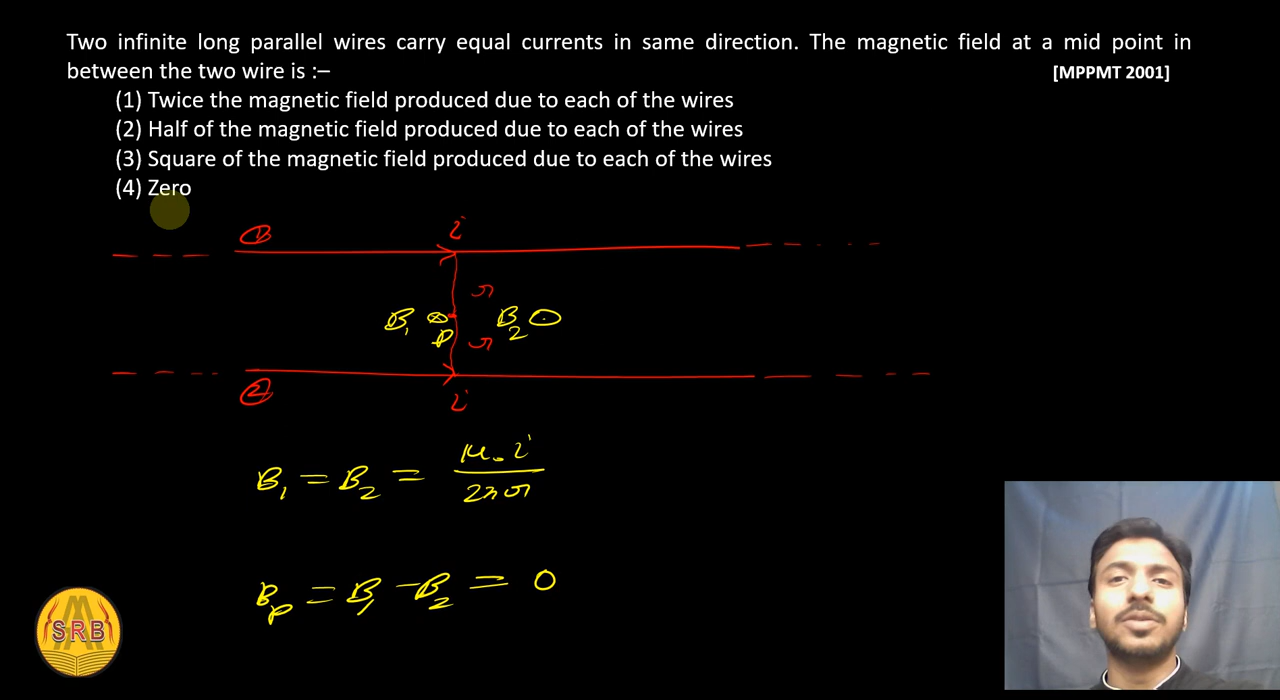 Two infinite long parallel wires carry equal currents in same direction. The magnetic field at a mid point in
between the two wire is :– [MPPMT 2001]
(1) Twice the magnetic field produced due to each of the wires
(2) Half of the magnetic field produced due to each of the wires
(3) Square of the magnetic field produced due to each of the wires
(4) Zero
① i
r
B₁ ⊗ B₂ ⊙
P r
② i
B₁ = B₂ = μ₀ i / 2πr
Bₚ = B₁ − B₂ = 0
SRB